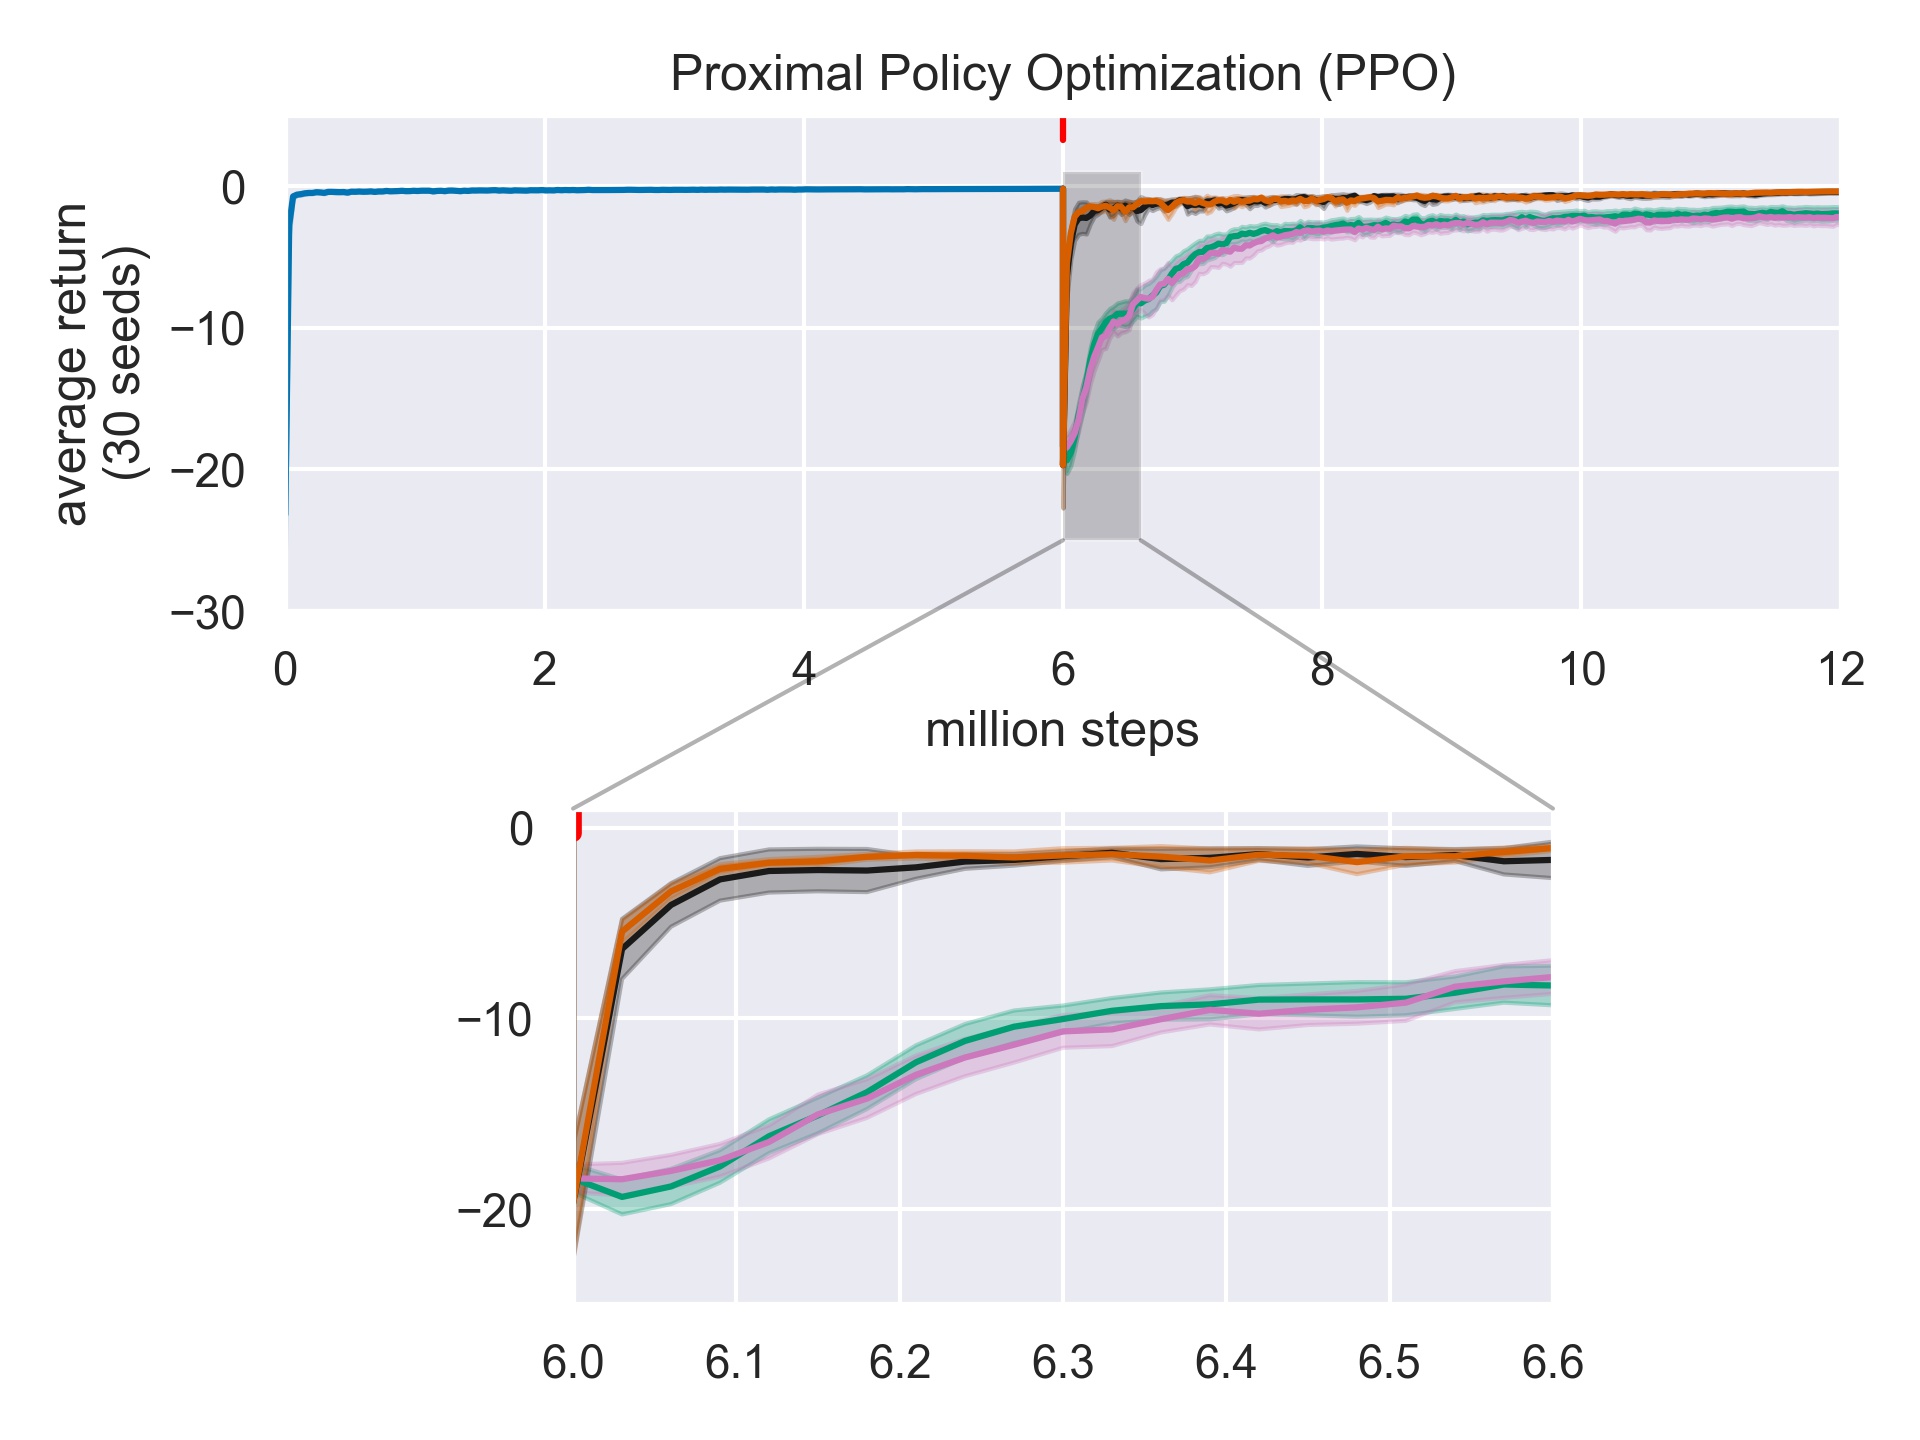 Proximal Policy Optimization (PPO)
average return
(30 seeds)
0
−10
−20
−30
0 2 4 6 8 10 12
million steps
0
−10
−20
6.0 6.1 6.2 6.3 6.4 6.5 6.6